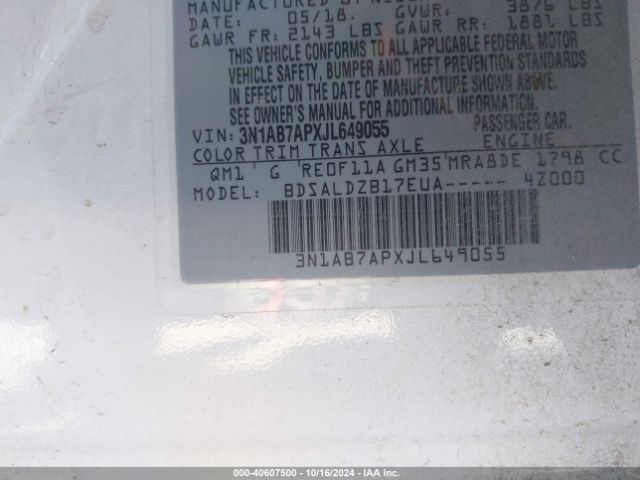 MANUFACTURED BY
DATE: 05/18. GVWR: 3876 LBS
GAWR FR: 2143 LBS GAWR RR: 1881 LBS
THIS VEHICLE CONFORMS TO ALL APPLICABLE FEDERAL MOTOR
VEHICLE SAFETY, BUMPER AND THEFT PREVENTION STANDARDS
IN EFFECT ON THE DATE OF MANUFACTURE SHOWN ABOVE.
SEE OWNER'S MANUAL FOR ADDITIONAL INFORMATION.
VIN: 3N1AB7APXJL649055 PASSENGER CAR.
COLOR TRIM TRANS AXLE ENGINE
QM1 G RE0F11A GM35 MRA8DE 1798 CC
MODEL: BDSALDZB17EUA----- 42000
3N1AB7APXJL649055
000-40607500 - 10/16/2024 - IAA Inc.